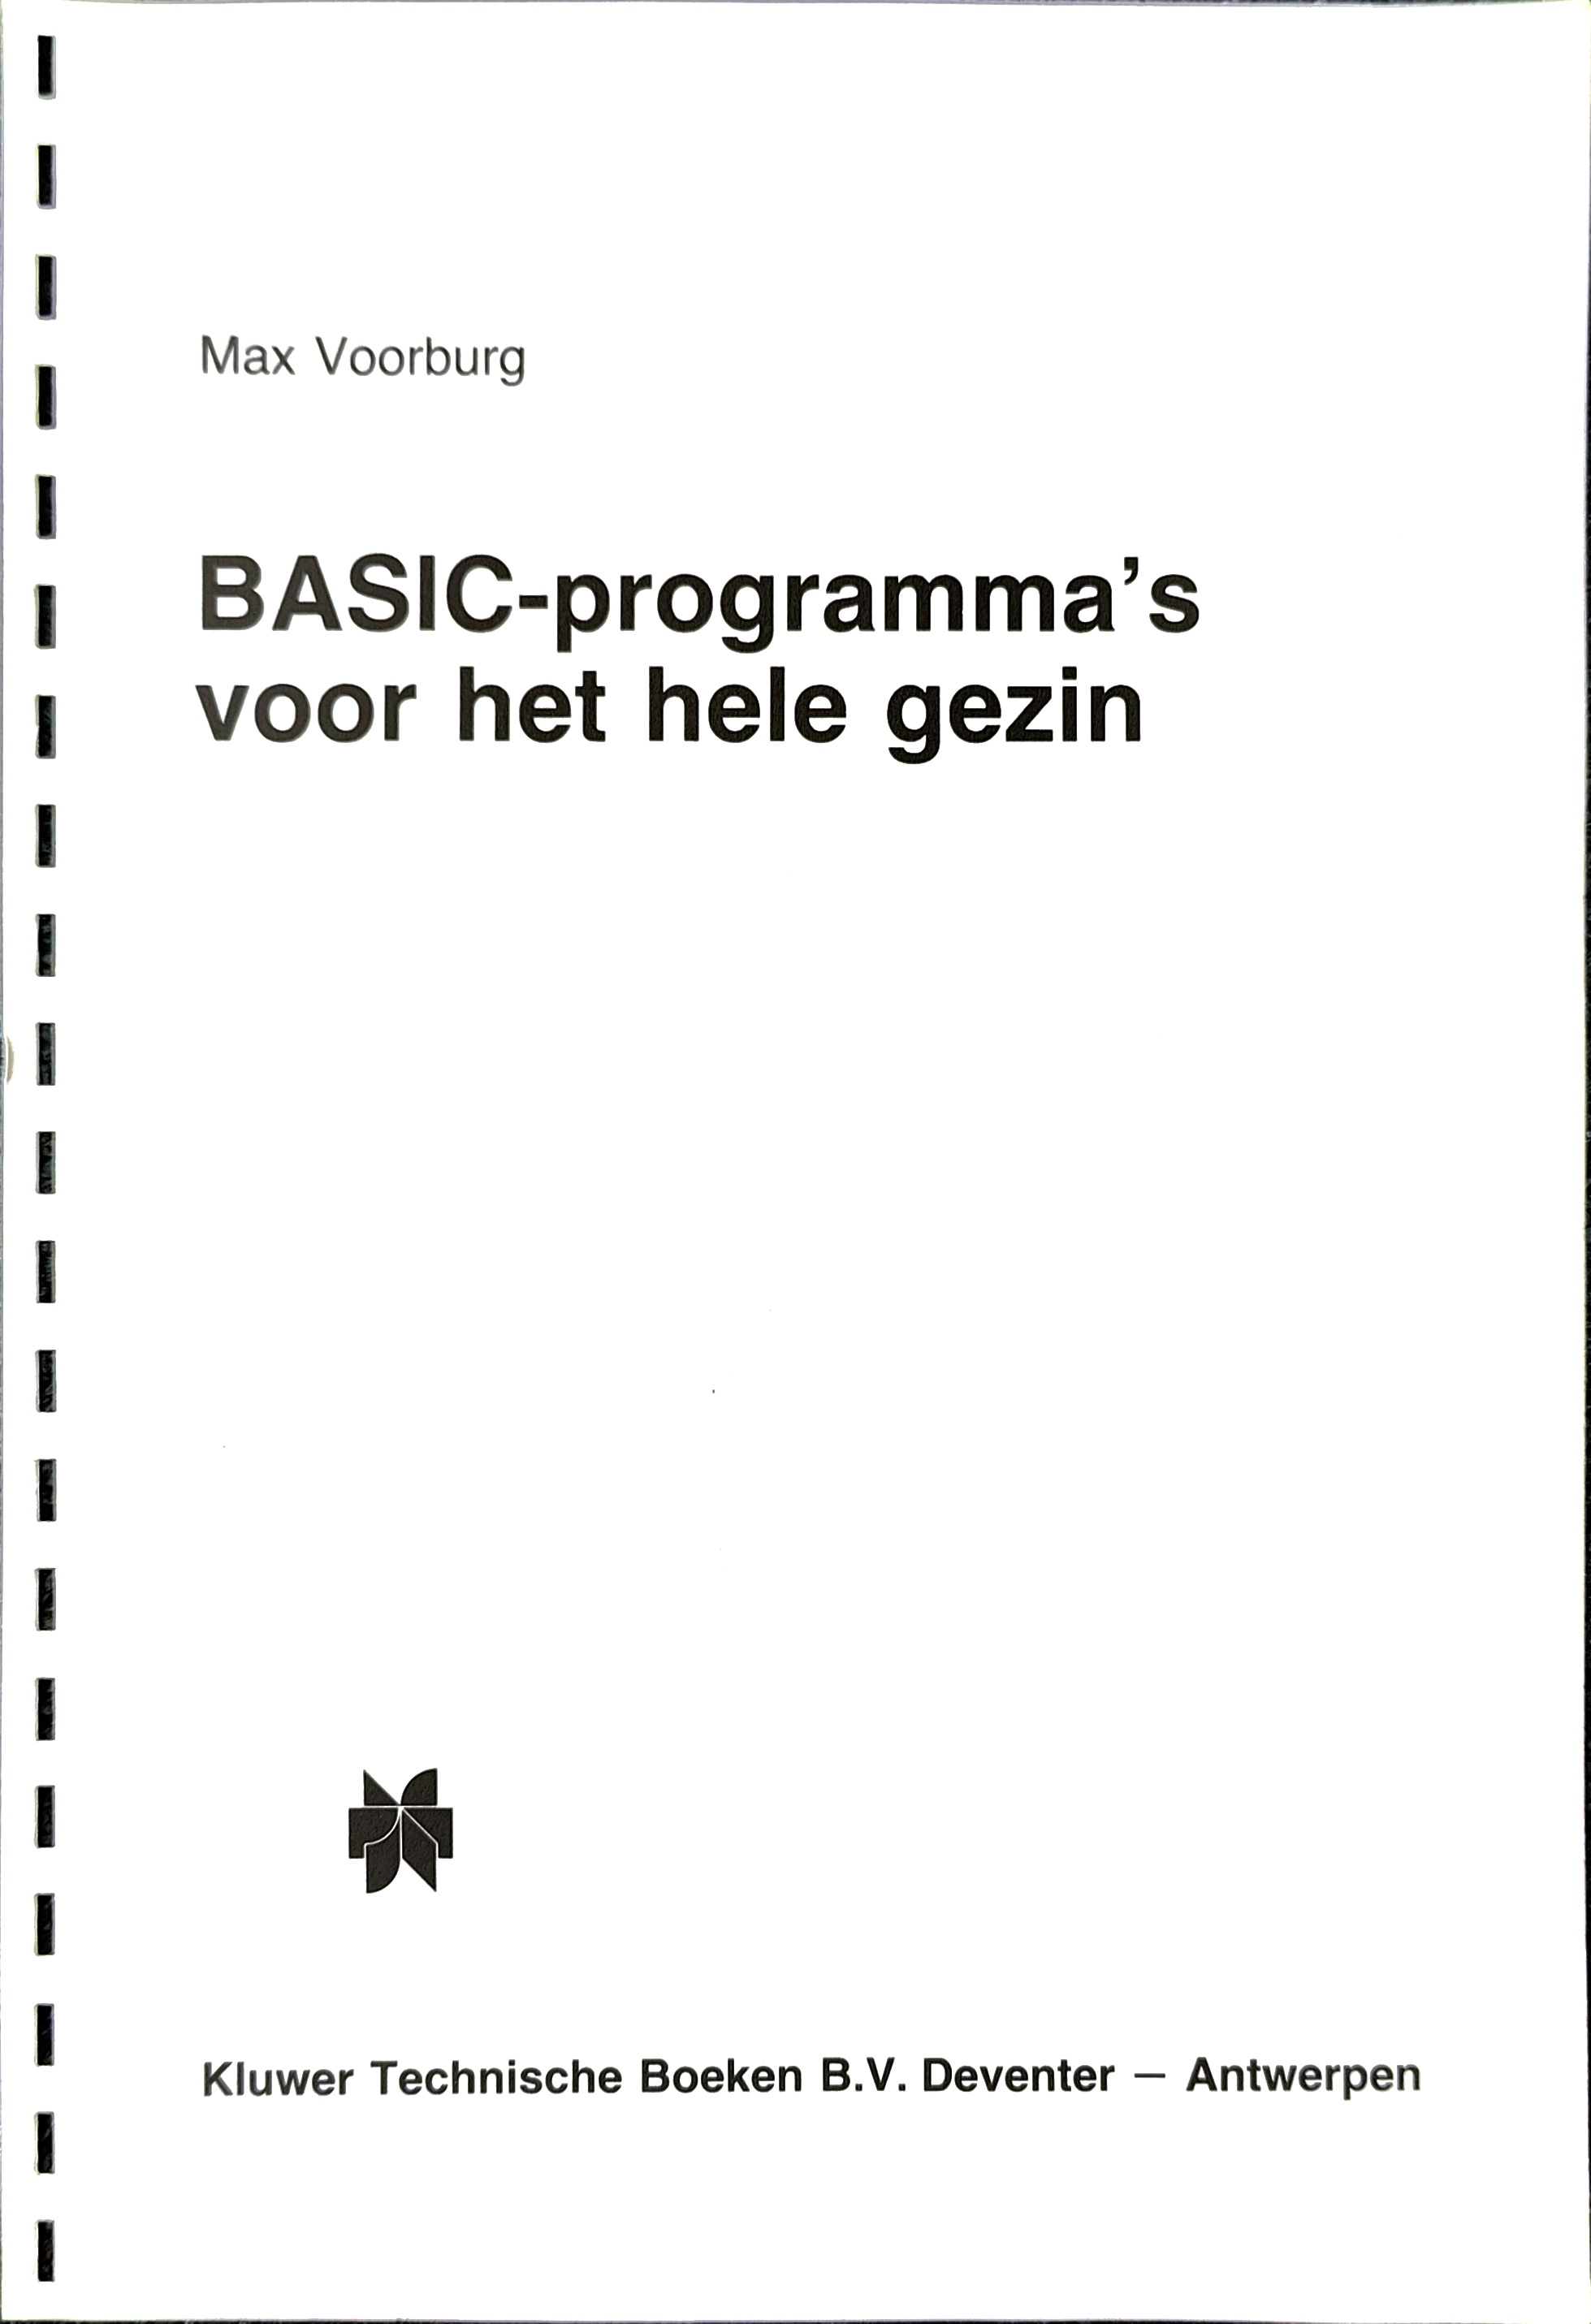 Max Voorburg
BASIC-programma’s
voor het hele gezin
Kluwer Technische Boeken B.V. Deventer – Antwerpen